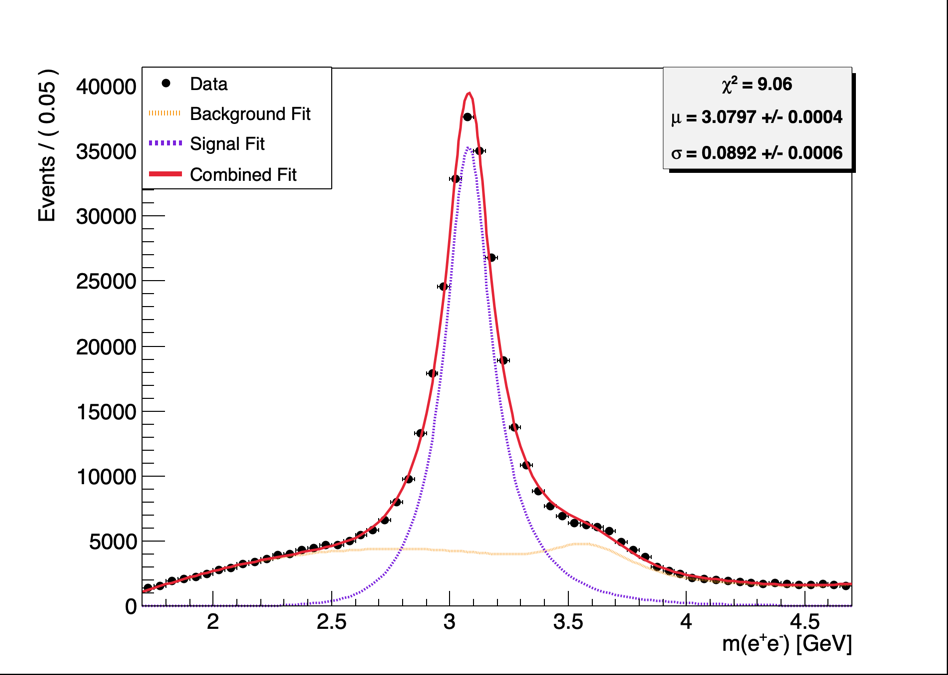 Events / ( 0.05 )
40000
35000
30000
25000
20000
15000
10000
5000
0
Data
Background Fit
Signal Fit
Combined Fit
χ² = 9.06
μ = 3.0797 +/- 0.0004
σ = 0.0892 +/- 0.0006
2 2.5 3 3.5 4 4.5
m(e⁺e⁻) [GeV]